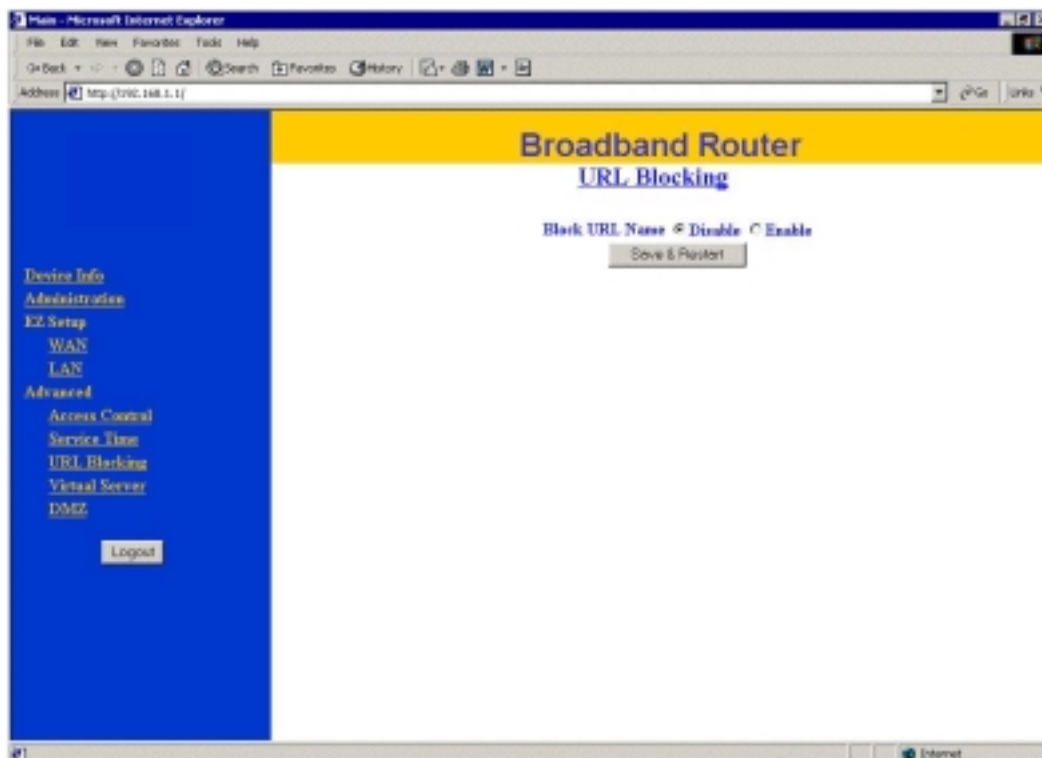 Main - Microsoft Internet Explorer
File Edit View Favorites Tools Help
Back Search Favorites History
Address http://192.168.1.1/ Go Links
Broadband Router
URL Blocking
Block URL Name Disable Enable
Save & Restart
Device Info
Administration
EZ Setup
WAN
LAN
Advanced
Access Control
Service Time
URL Blocking
Virtual Server
DMZ
Logout
Internet